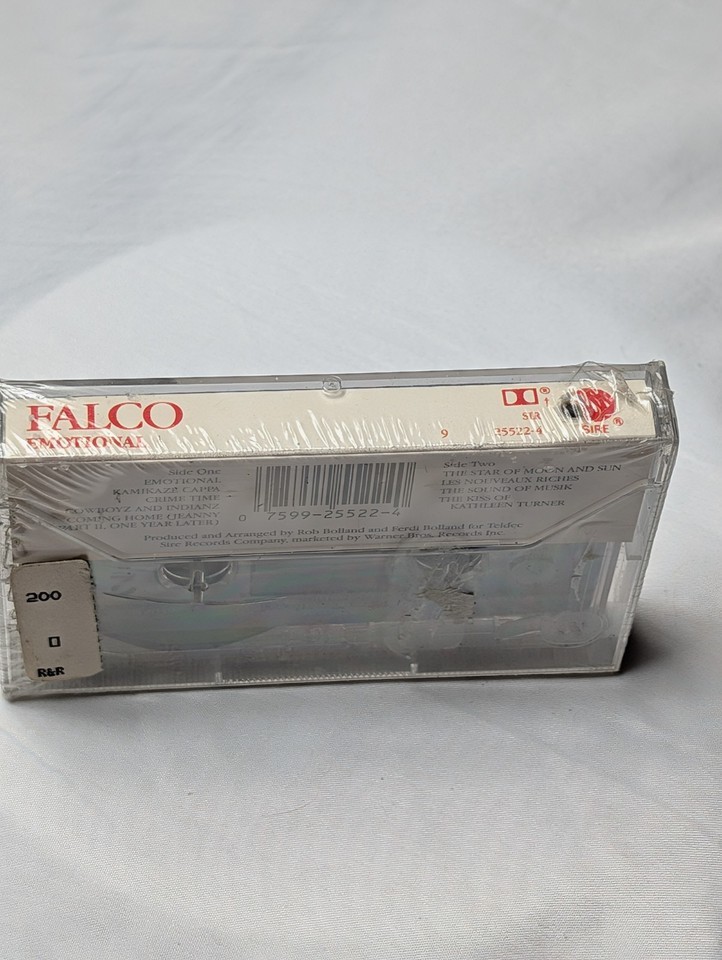 FALCO
EMOTIONAL
STR
9 25522-4
SIRE®
Side One
EMOTIONAL
KAMIKAZE CAPPA
CRIME TIME
COWBOYZ AND INDIANZ
COMING HOME (JEANNY
PART II, ONE YEAR LATER)
0 7599-25522-4
Side Two
THE STAR OF MOON AND SUN
LES NOUVEAUX RICHES
THE SOUND OF MUSIK
THE KISS OF
KATHLEEN TURNER
Produced and Arranged by Rob Bolland and Ferdi Bolland for Teldec
Sire Records Company, marketed by Warner Bros. Records Inc
200
R&R